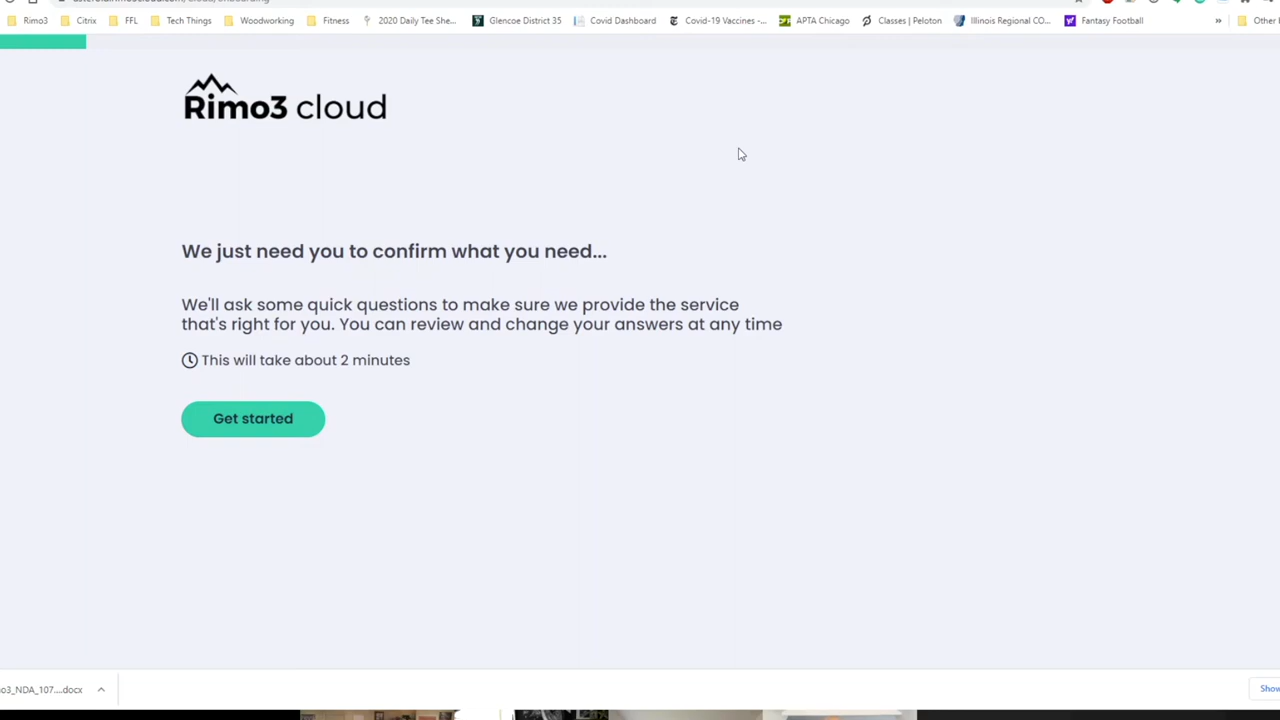 Rimo3 Citrix FFL Tech Things Woodworking Fitness 2020 Daily Tee She... Glencoe District 35 Covid Dashboard Covid-19 Vaccines -... APTA Chicago Classes | Peloton Illinois Regional CO... Fantasy Football » Other
Rimo3 cloud
We just need you to confirm what you need...
We'll ask some quick questions to make sure we provide the service
that's right for you. You can review and change your answers at any time
This will take about 2 minutes
Get started
o3_NDA_107....docx Show